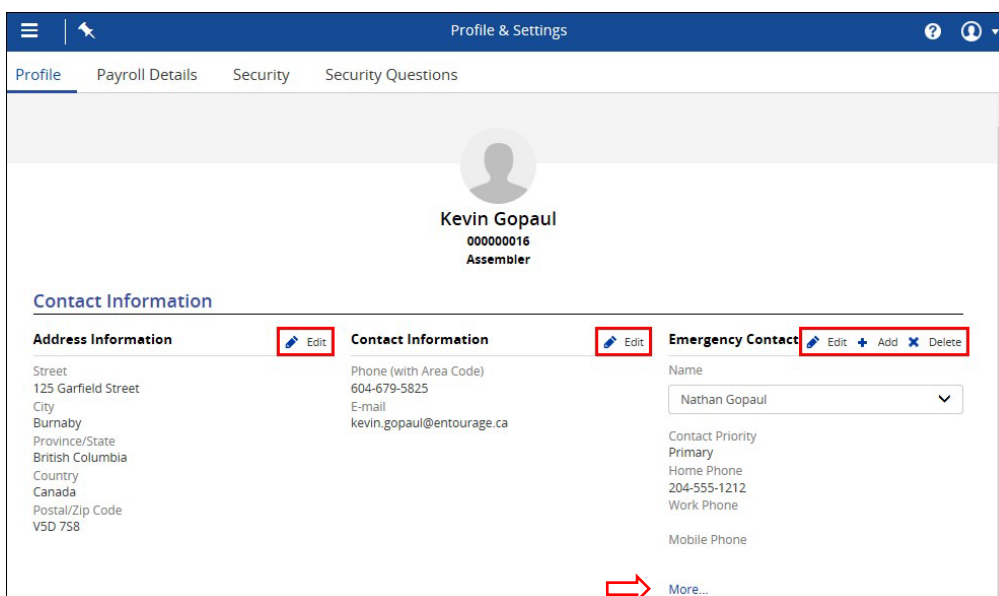 Profile & Settings
Profile Payroll Details Security Security Questions
Kevin Gopaul
000000016
Assembler
Contact Information
Address Information Edit
Street
125 Garfield Street
City
Burnaby
Province/State
British Columbia
Country
Canada
Postal/Zip Code
V5D 7S8
Contact Information Edit
Phone (with Area Code)
604-679-5825
E-mail
kevin.gopaul@entourage.ca
Emergency Contact Edit Add Delete
Name
Nathan Gopaul
Contact Priority
Primary
Home Phone
204-555-1212
Work Phone
Mobile Phone
More...